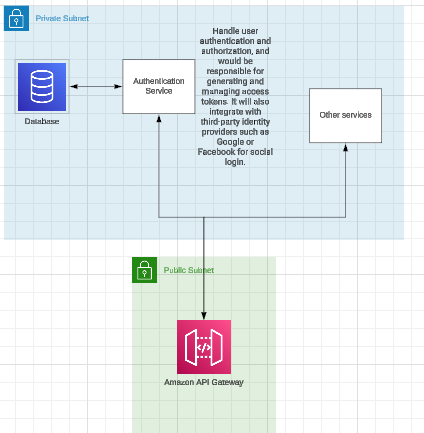 Private Subnet
Handle user
authentication and
authorization, and
would be
responsible for
generating and
managing access
tokens. It will also
integrate with
third-party identity
providers such as
Google or
Facebook for social
login.
Authentication
Service
Database
Other services
Public Subnet
Amazon API Gateway